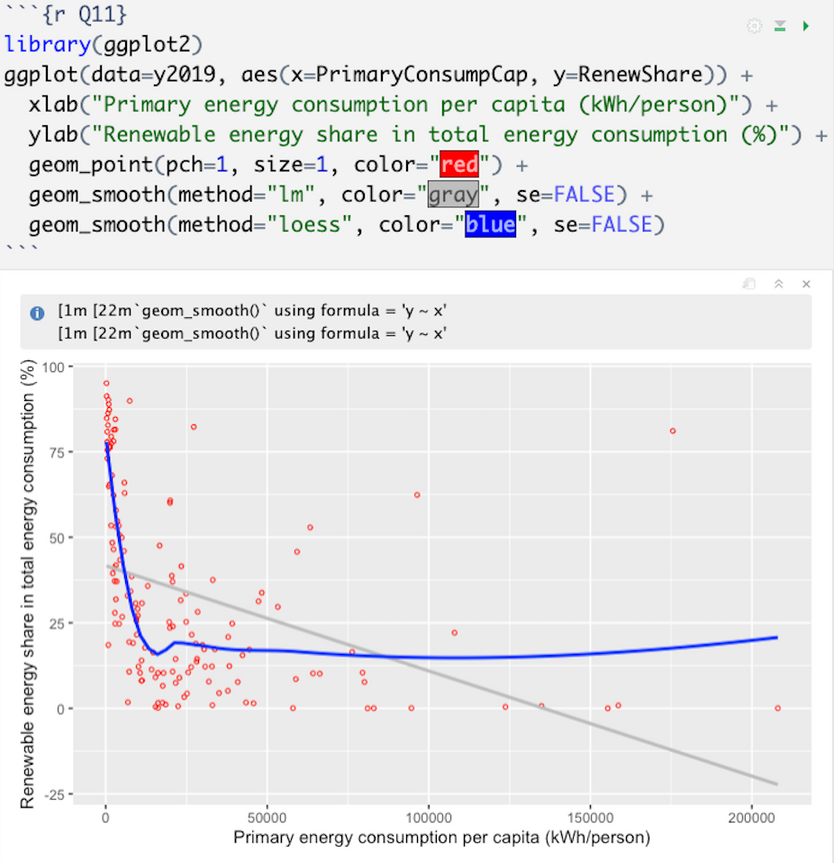 ```{r Q11}
library(ggplot2)
ggplot(data=y2019, aes(x=PrimaryConsumpCap, y=RenewShare)) +
  xlab("Primary energy consumption per capita (kWh/person)") +
  ylab("Renewable energy share in total energy consumption (%)") +
  geom_point(pch=1, size=1, color="red") +
  geom_smooth(method="lm", color="gray", se=FALSE) +
  geom_smooth(method="loess", color="blue", se=FALSE)
```
[1m [22m`geom_smooth()` using formula = 'y ~ x'
[1m [22m`geom_smooth()` using formula = 'y ~ x'
Renewable energy share in total energy consumption (%)
100
75
50
25
0
-25
0 50000 100000 150000 200000
Primary energy consumption per capita (kWh/person)